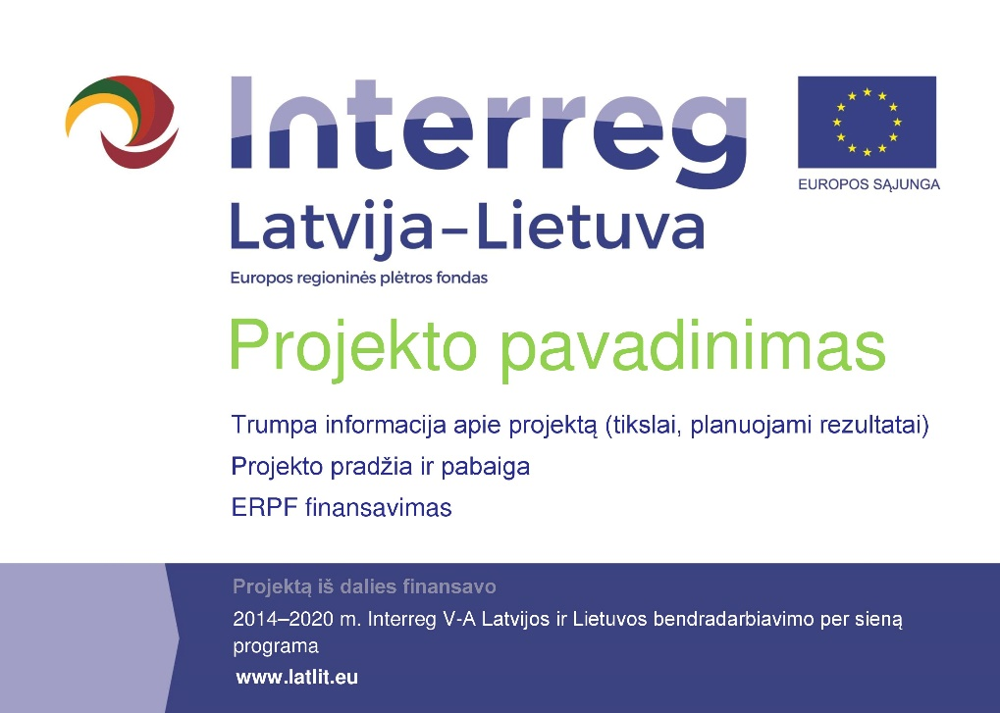 Interreg
EUROPOS SĄJUNGA
Latvija–Lietuva
Europos regioninės plėtros fondas
Projekto pavadinimas
Trumpa informacija apie projektą (tikslai, planuojami rezultatai)
Projekto pradžia ir pabaiga
ERPF finansavimas
Projektą iš dalies finansavo
2014–2020 m. Interreg V-A Latvijos ir Lietuvos bendradarbiavimo per sieną
programa
www.latlit.eu